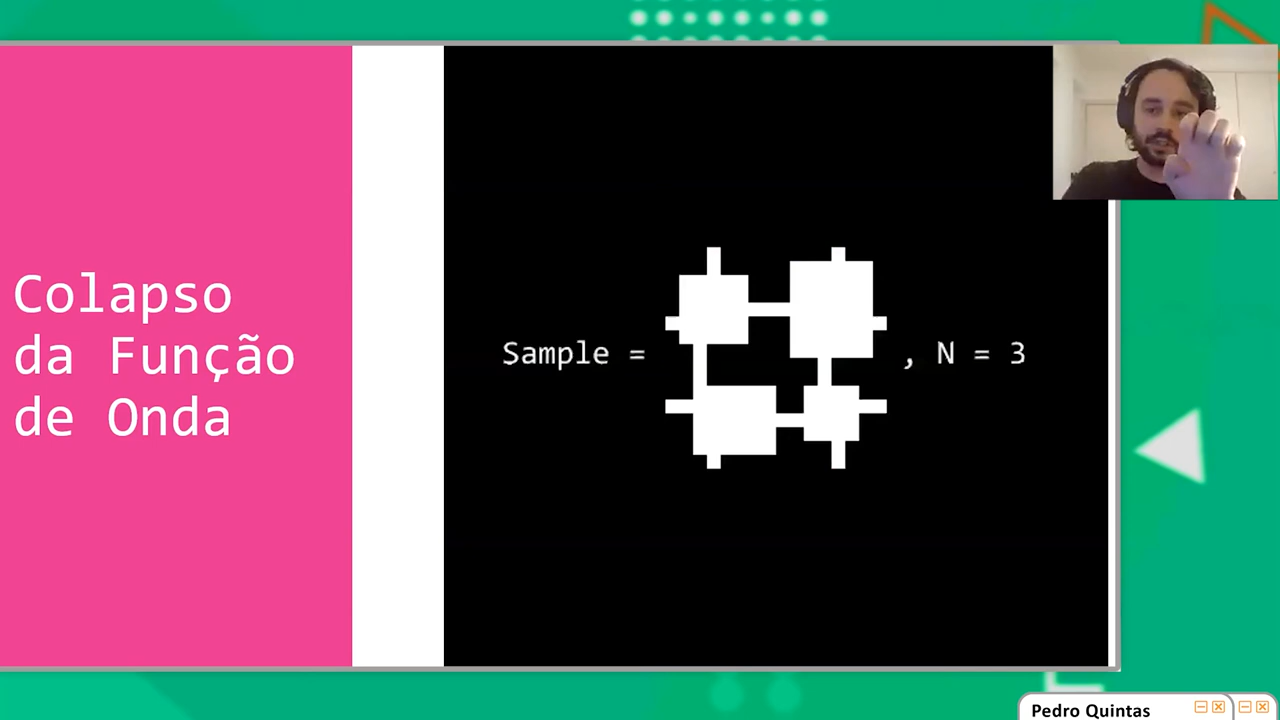 Colapso
da Função
de Onda
Sample = , N = 3
Pedro Quintas